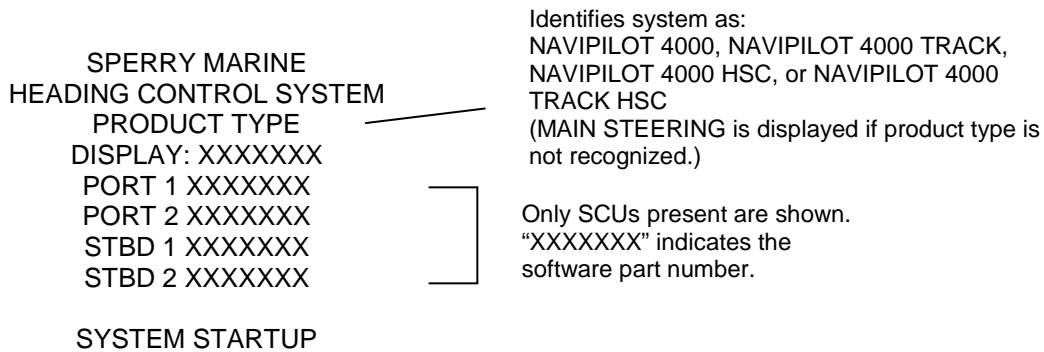 SPERRY MARINE
HEADING CONTROL SYSTEM
PRODUCT TYPE
DISPLAY: XXXXXXX
PORT 1 XXXXXXX
PORT 2 XXXXXXX
STBD 1 XXXXXXX
STBD 2 XXXXXXX
SYSTEM STARTUP
Identifies system as:
NAVIPILOT 4000, NAVIPILOT 4000 TRACK,
NAVIPILOT 4000 HSC, or NAVIPILOT 4000
TRACK HSC
(MAIN STEERING is displayed if product type is
not recognized.)
Only SCUs present are shown.
“XXXXXXX” indicates the
software part number.